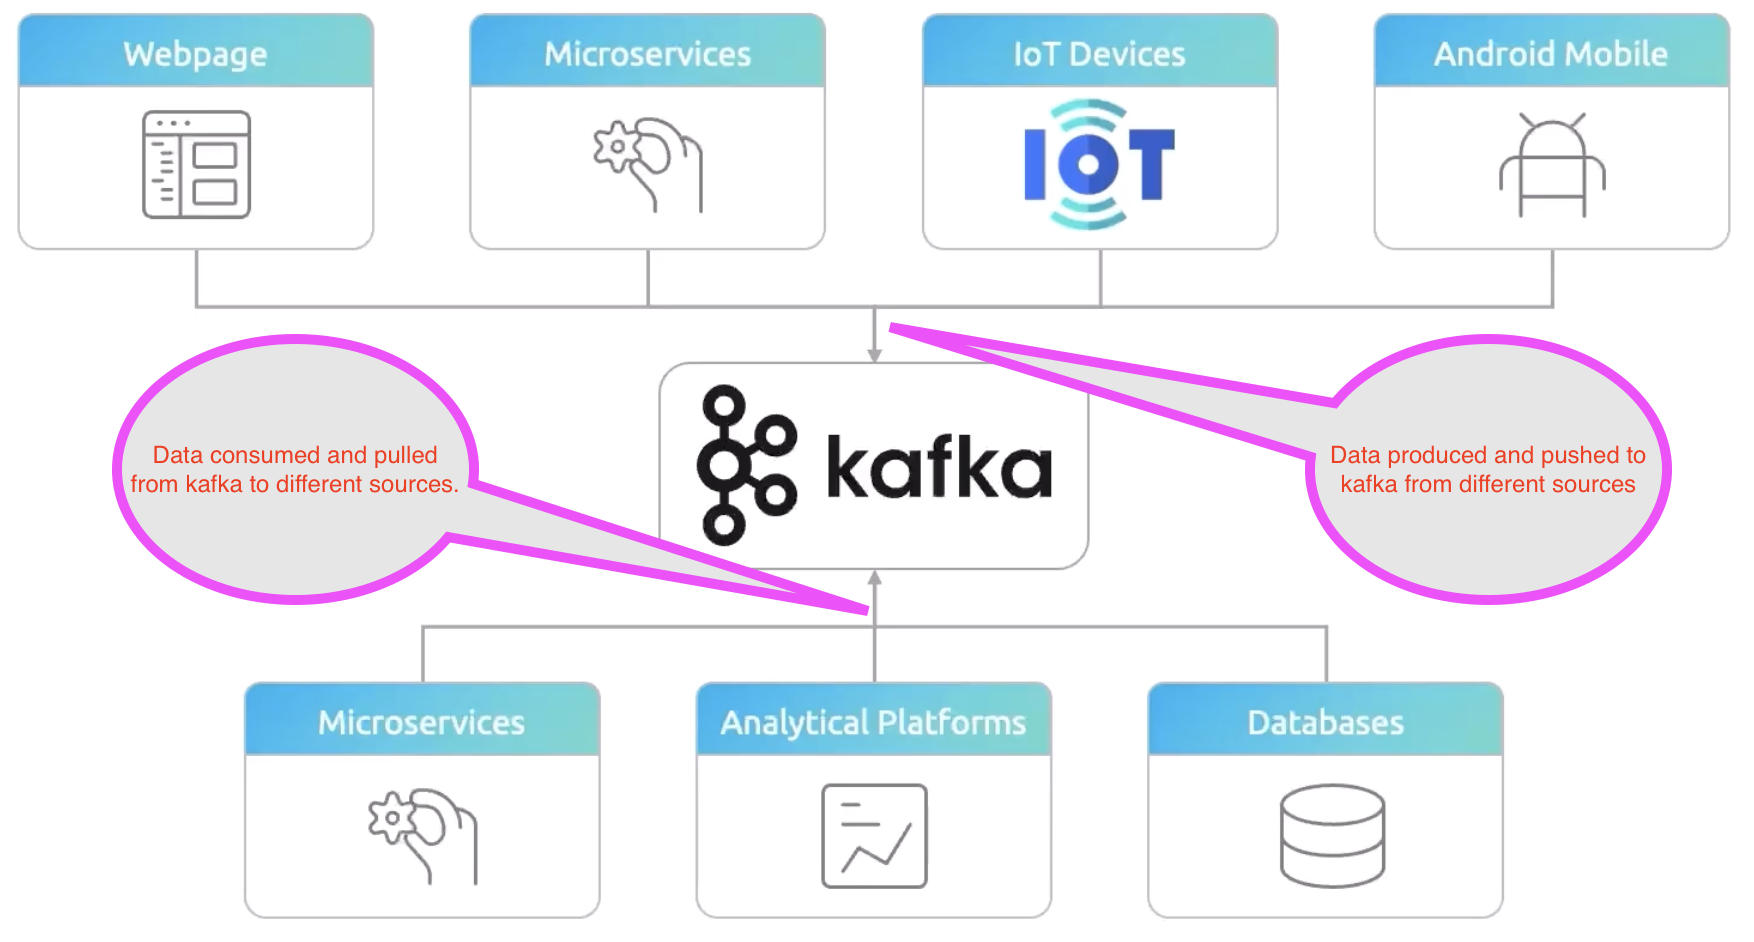 Webpage
Microservices
IoT Devices
Android Mobile
IOT
Data consumed and pulled
from kafka to different sources.
kafka
Data produced and pushed to
kafka from different sources
Microservices
Analytical Platforms
Databases